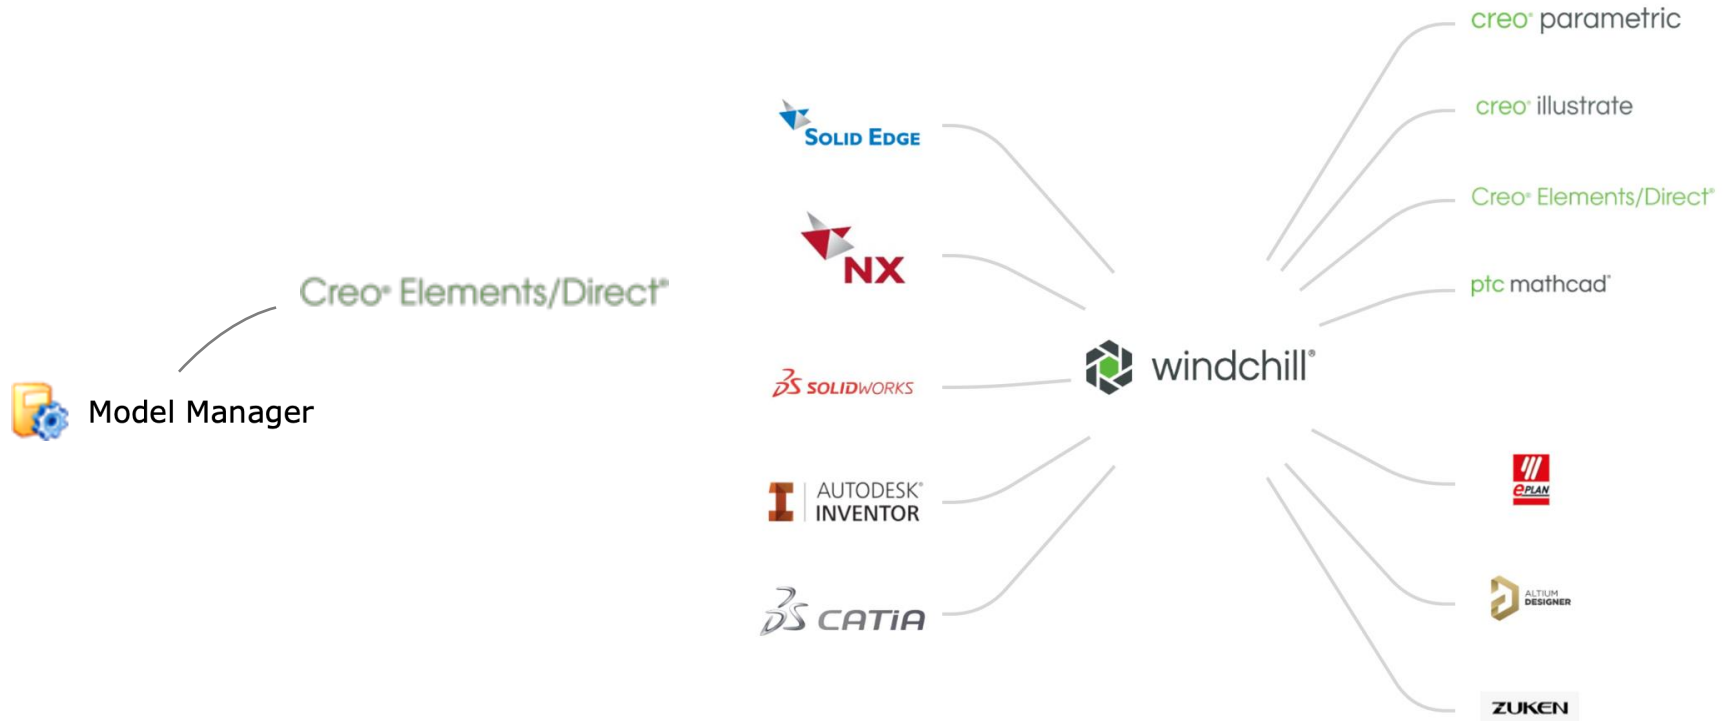 Creo® Elements/Direct®
Model Manager
SOLID EDGE
NX
SOLIDWORKS
AUTODESK®
INVENTOR
CATIA
windchill®
creo® parametric
creo® illustrate
Creo® Elements/Direct®
ptc mathcad®
ePLAN
ALTIUM
DESIGNER
ZUKEN